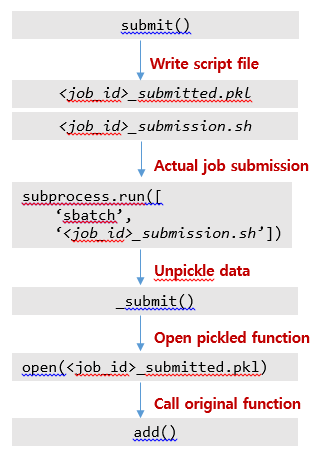 submit()
Write script file
<job_id>_submitted.pkl
<job_id>_submission.sh
Actual job submission
subprocess.run([
‘sbatch’,
‘<job_id>_submission.sh’])
Unpickle data
_submit()
Open pickled function
open(<job_id>_submitted.pkl)
Call original function
add()